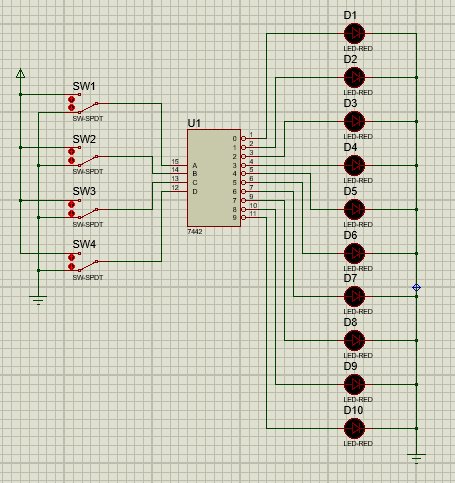 D1
LED-RED
D2
LED-RED
D3
LED-RED
D4
LED-RED
D5
LED-RED
D6
LED-RED
D7
LED-RED
D8
LED-RED
D9
LED-RED
D10
LED-RED
SW1
SW-SPDT
SW2
SW-SPDT
SW3
SW-SPDT
SW4
SW-SPDT
U1
15 A 0 1
14 B 1 2
13 C 2 3
12 D 3 4
4 5
5 6
6 7
7 9
8 10
9 11
7442